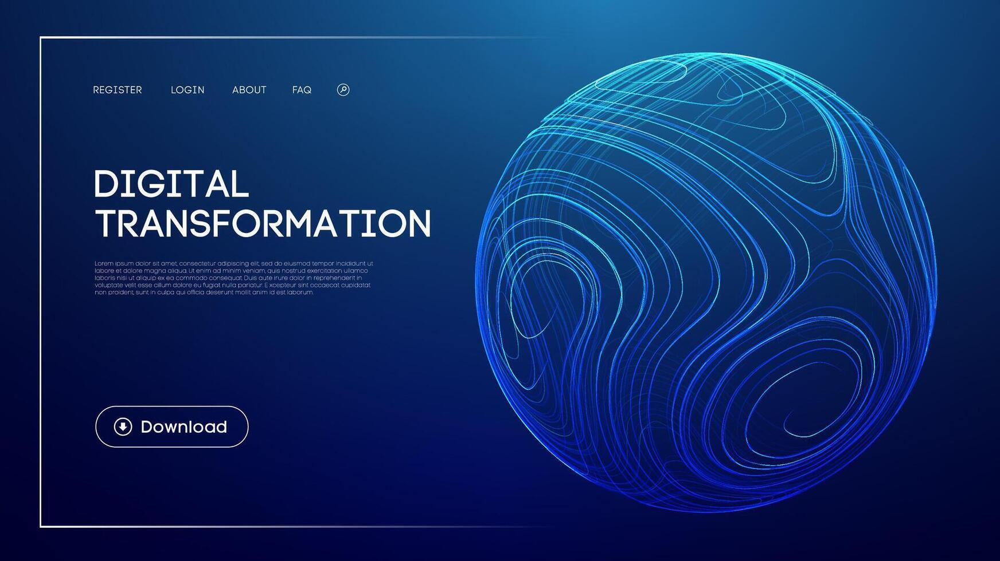 REGISTER LOGIN ABOUT FAQ
DIGITAL
TRANSFORMATION
Lorem ipsum dolor sit amet, consectetur adipiscing elit, sed do eiusmod tempor incididunt ut
labore et dolore magna aliqua. Ut enim ad minim veniam, quis nostrud exercitation ullamco
laboris nisi ut aliquip ex ea commodo consequat. Duis aute irure dolor in reprehenderit in
voluptate velit esse cillum dolore eu fugiat nulla pariatur. E xcepteur sint occaecat cupidatat
non proident, sunt in culpa qui officia deserunt mollit anim id est laborum.
Download